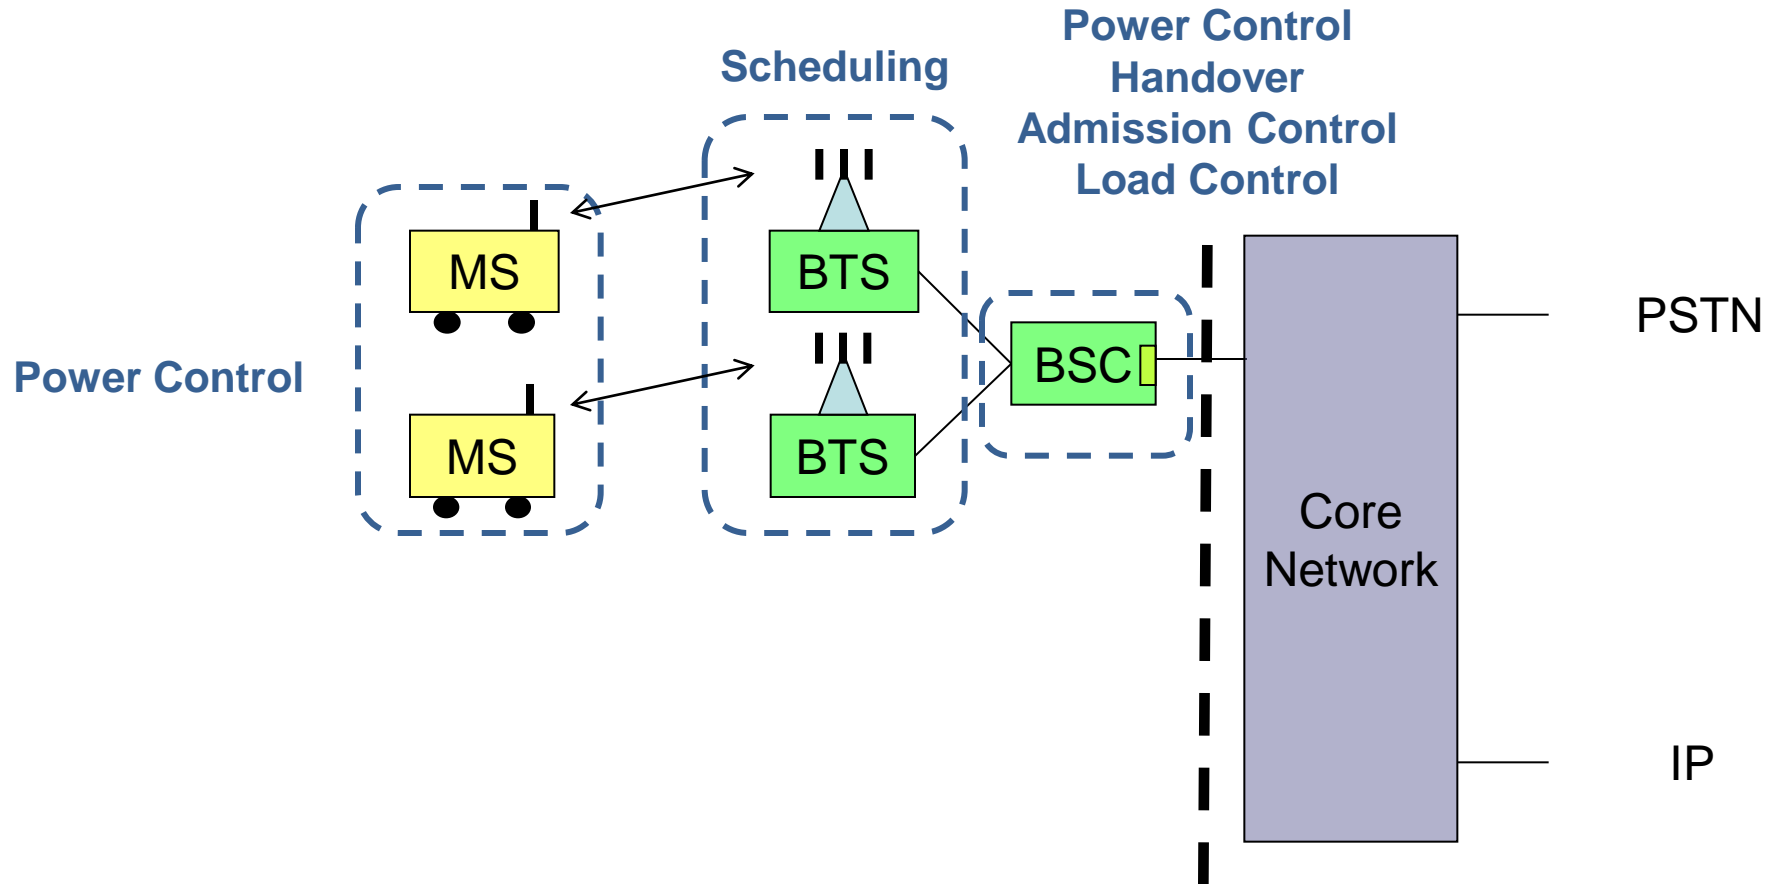 Power Control
Handover
Admission Control
Load Control
Scheduling
MS
BTS
PSTN
Power Control
BSC
MS
BTS
Core
Network
IP